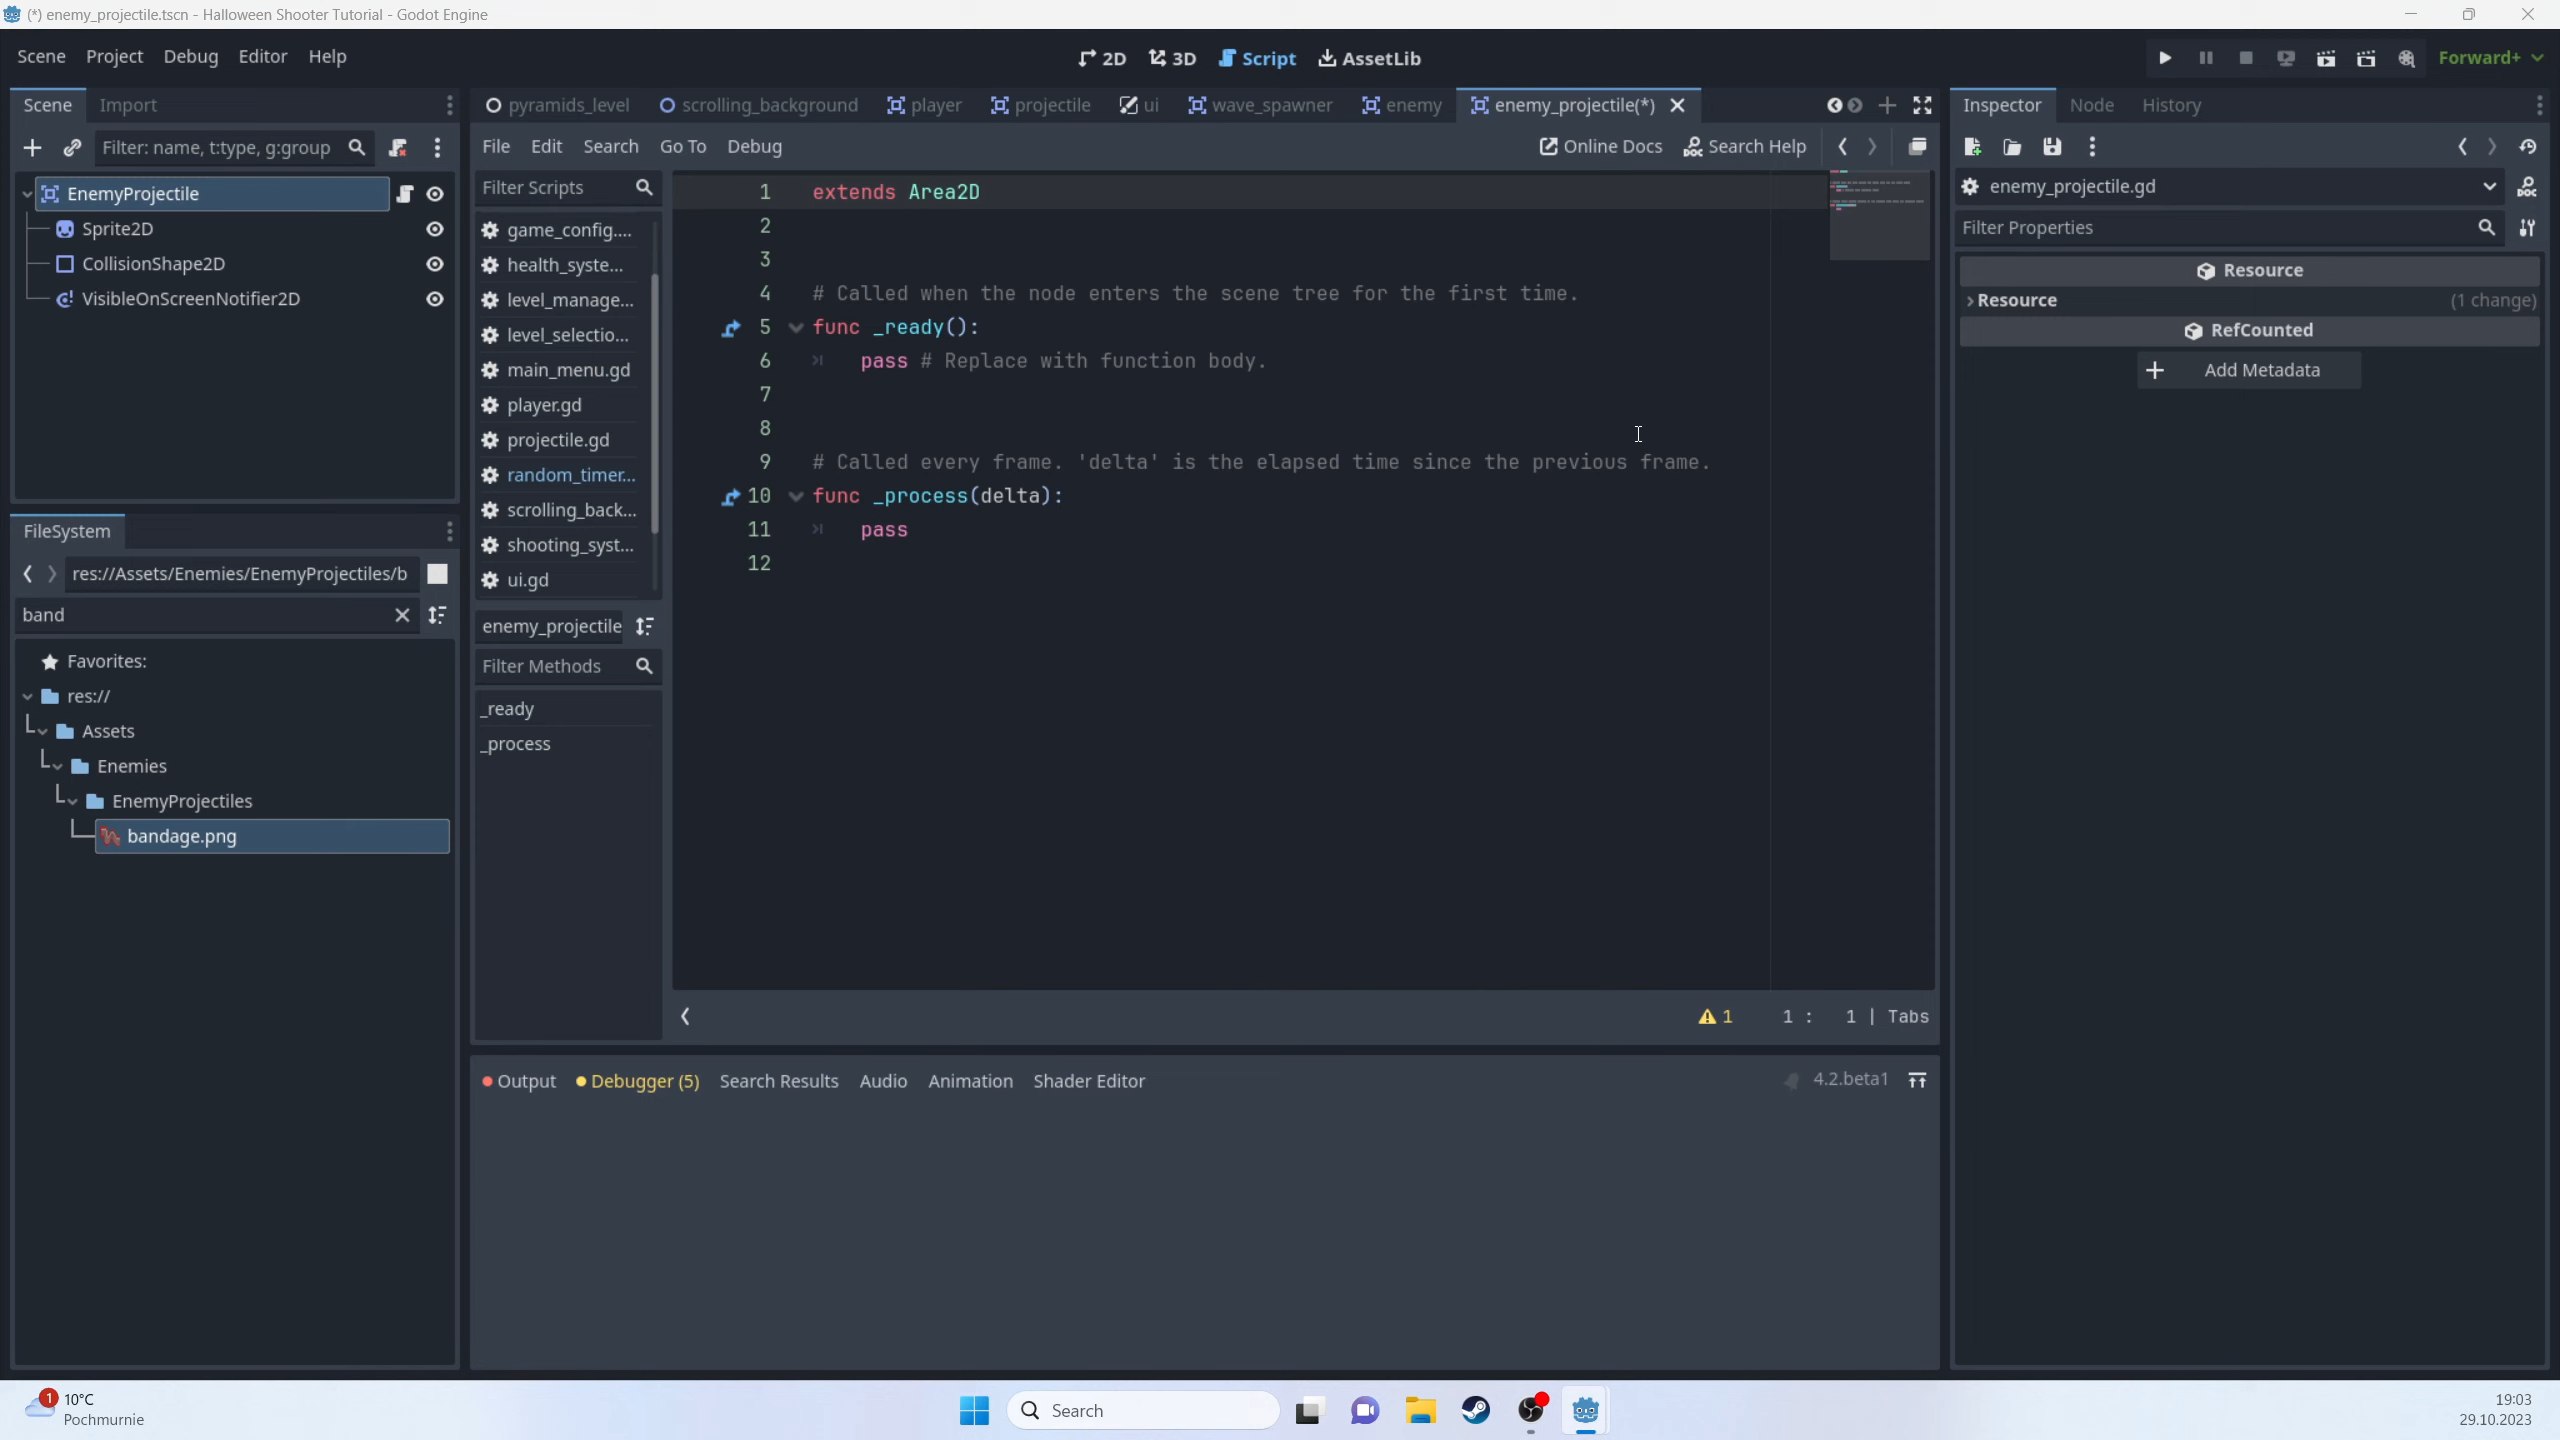 (*) enemy_projectile.tscn - Halloween Shooter Tutorial - Godot Engine
Scene Project Debug Editor Help
2D 3D Script AssetLib
Forward+
Scene Import
pyramids_level scrolling_background player projectile ui wave_spawner enemy enemy_projectile(*)
Inspector Node History
Filter: name, t:type, g:group
File Edit Search Go To Debug
Online Docs Search Help
EnemyProjectile
Sprite2D
CollisionShape2D
VisibleOnScreenNotifier2D
FileSystem
res://Assets/Enemies/EnemyProjectiles/b
band
Favorites:
res://
Assets
Enemies
EnemyProjectiles
bandage.png
Filter Scripts
game_config....
health_syste...
level_manage...
level_selectio...
main_menu.gd
player.gd
projectile.gd
random_timer...
scrolling_back...
shooting_syst...
ui.gd
enemy_projectile
Filter Methods
_ready
_process
1 extends Area2D
2
3
4 # Called when the node enters the scene tree for the first time.
5 func _ready():
6 pass # Replace with function body.
7
8
9 # Called every frame. 'delta' is the elapsed time since the previous frame.
10 func _process(delta):
11 pass
12
1 1 : 1 | Tabs
Output Debugger (5) Search Results Audio Animation Shader Editor
4.2.beta1
enemy_projectile.gd
Filter Properties
Resource
Resource (1 change)
RefCounted
Add Metadata
1
10°C
Pochmurnie
Search
19:03
29.10.2023